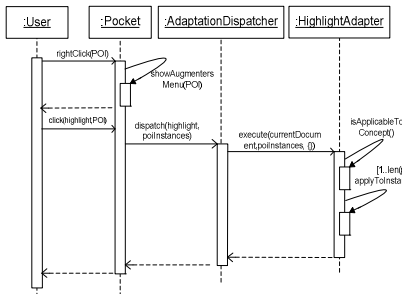 :User
:Pocket
:AdaptationDispatcher
:HighlightAdapter
rightClick(POI)
showAugmenters
Menu(POI)
click(highlight,POI)
dispatch(highlight,
poiInstances)
execute(currentDocum
ent,poiInstances, {})
isApplicableTo
Concept()
[1..len(
applyToInsta